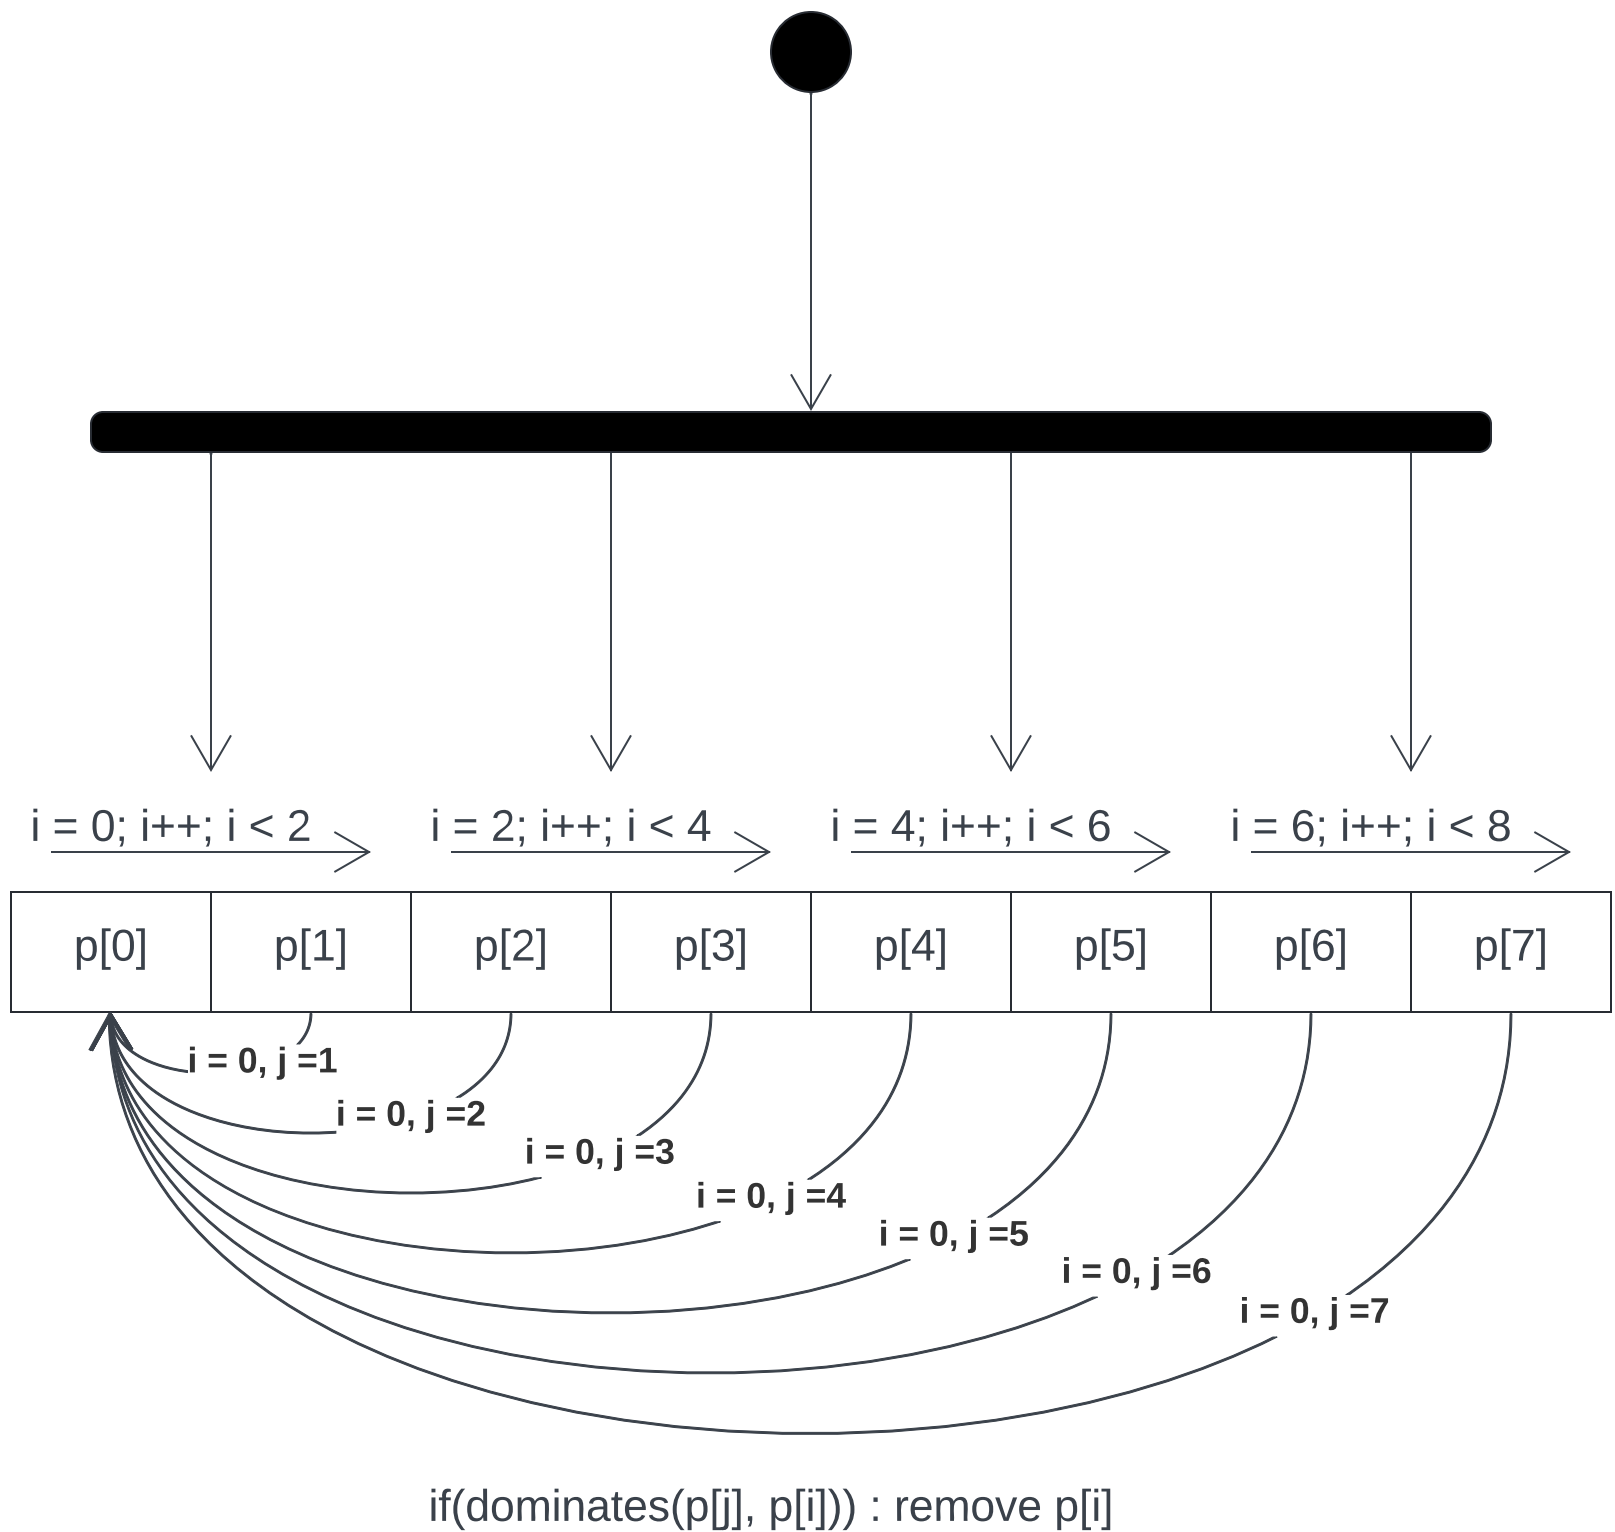 i = 0; i++; i < 2
i = 2; i++; i < 4
i = 4; i++; i < 6
i = 6; i++; i < 8
p[0]
p[1]
p[2]
p[3]
p[4]
p[5]
p[6]
p[7]
i = 0, j =1
i = 0, j =2
i = 0, j =3
i = 0, j =4
i = 0, j =5
i = 0, j =6
i = 0, j =7
if(dominates(p[j], p[i])) : remove p[i]